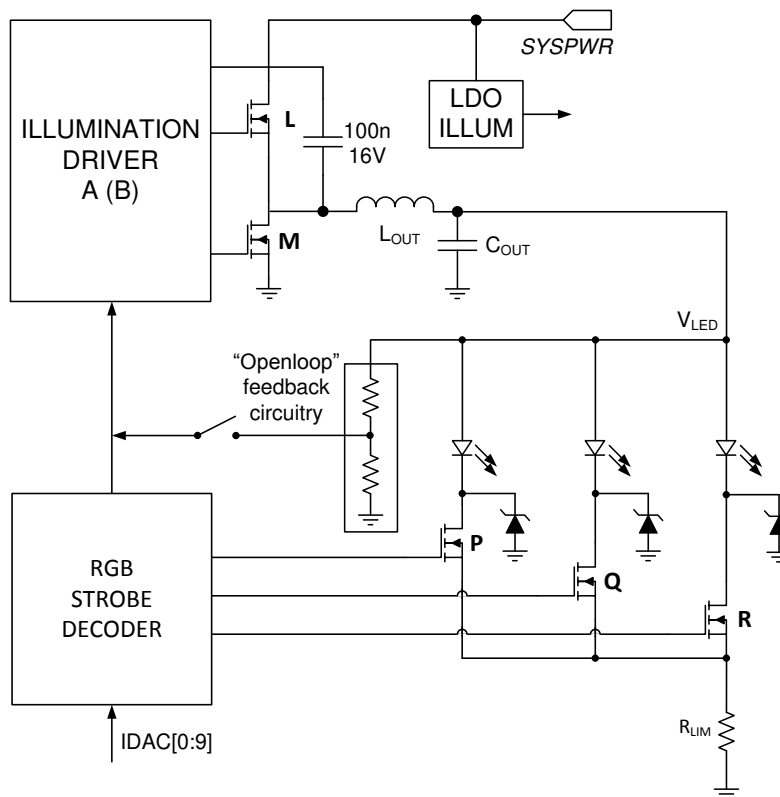 SYSPWR
ILLUMINATION
DRIVER
A (B)
L
100n
16V
LDO
ILLUM
M
LOUT
COUT
VLED
“Openloop”
feedback
circuitry
P
Q
R
RGB
STROBE
DECODER
RLIM
IDAC[0:9]